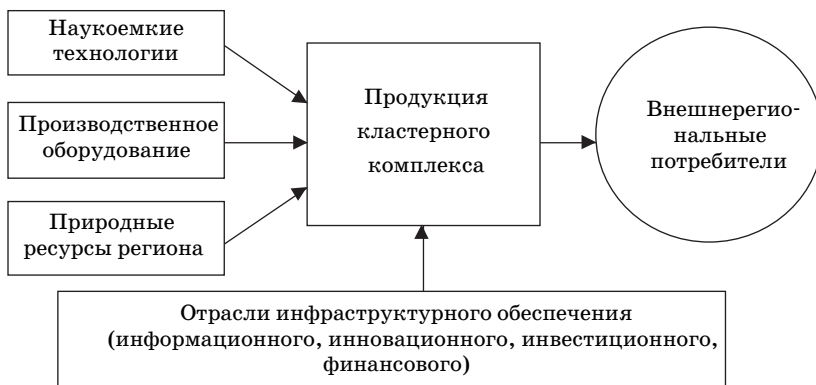 Наукоемкие
технологии
Производственное
оборудование
Природные
ресурсы региона
Продукция
кластерного
комплекса
Внешнерегио-
нальные
потребители
Отрасли инфраструктурного обеспечения
(информационного, инновационного, инвестиционного,
финансового)